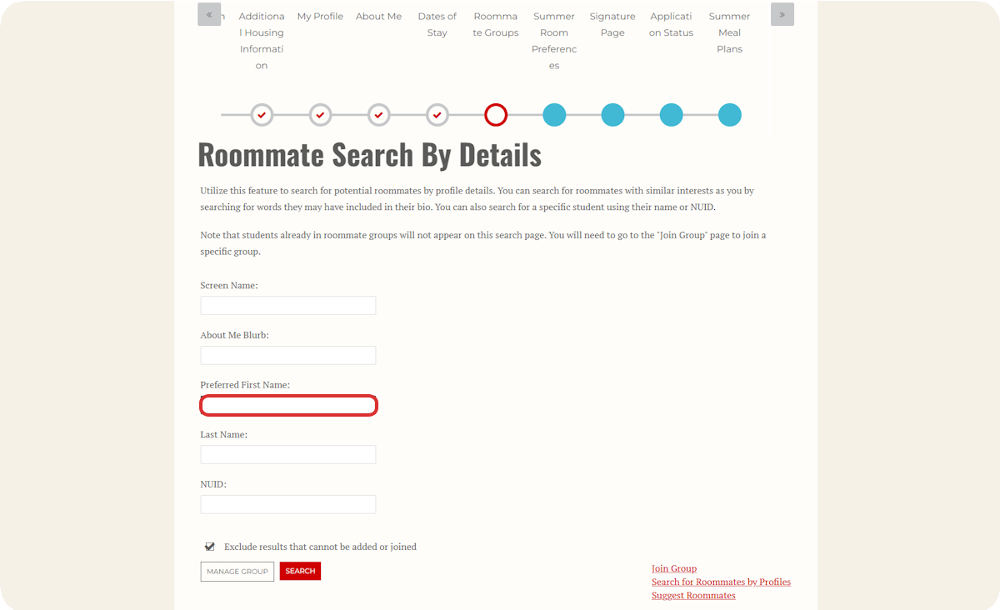 «
n
Additiona
l Housing
Informati
on
My Profile
About Me
Dates of
Stay
Roomma
te Groups
Summer
Room
Preferenc
es
Signature
Page
Applicati
on Status
Summer
Meal
Plans
»
Roommate Search By Details
Utilize this feature to search for potential roommates by profile details. You can search for roommates with similar interests as you by
searching for words they may have included in their bio. You can also search for a specific student using their name or NUID.
Note that students already in roommate groups will not appear on this search page. You will need to go to the "Join Group" page to join a
specific group.
Screen Name:
About Me Blurb:
Preferred First Name:
Last Name:
NUID:
Exclude results that cannot be added or joined
MANAGE GROUP
SEARCH
Join Group
Search for Roommates by Profiles
Suggest Roommates